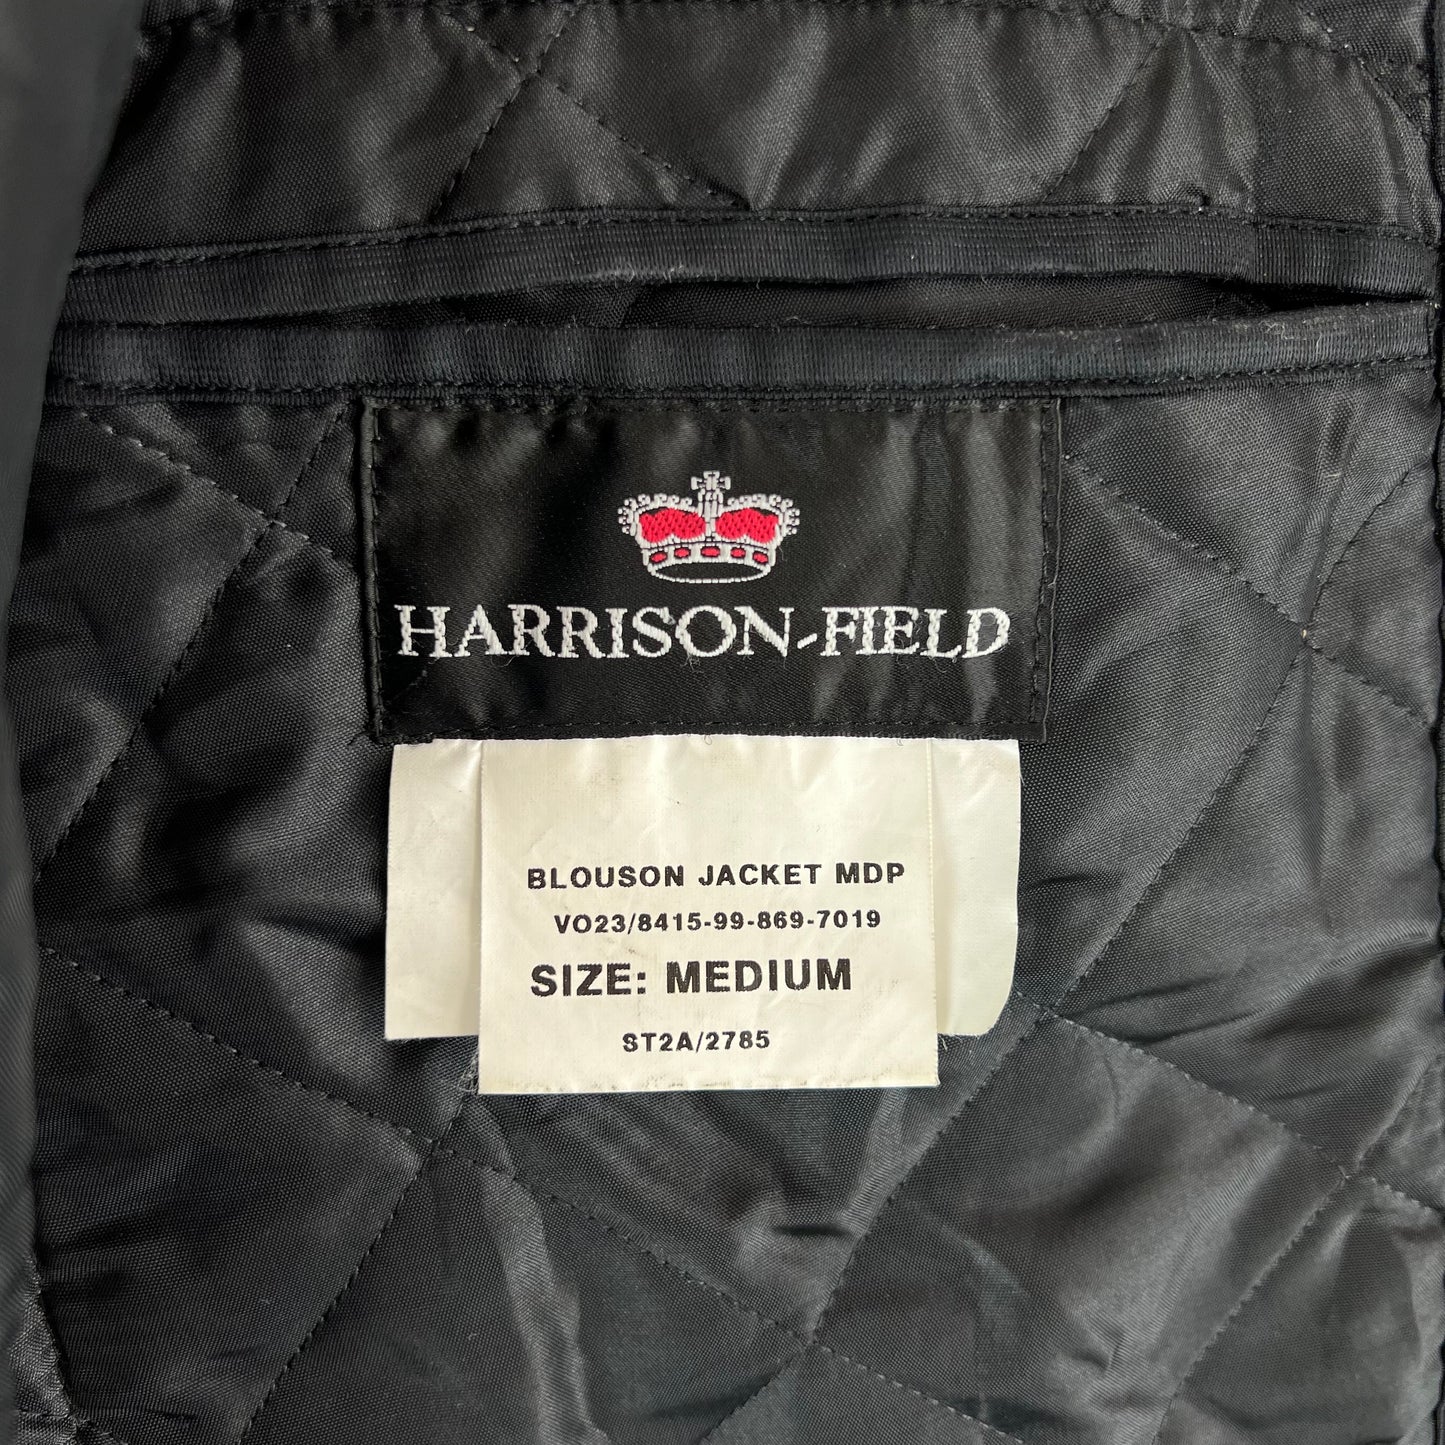 HARRISON-FIELD
BLOUSON JACKET MDP
VO23/8415-99-869-7019
SIZE: MEDIUM
ST2A/2785